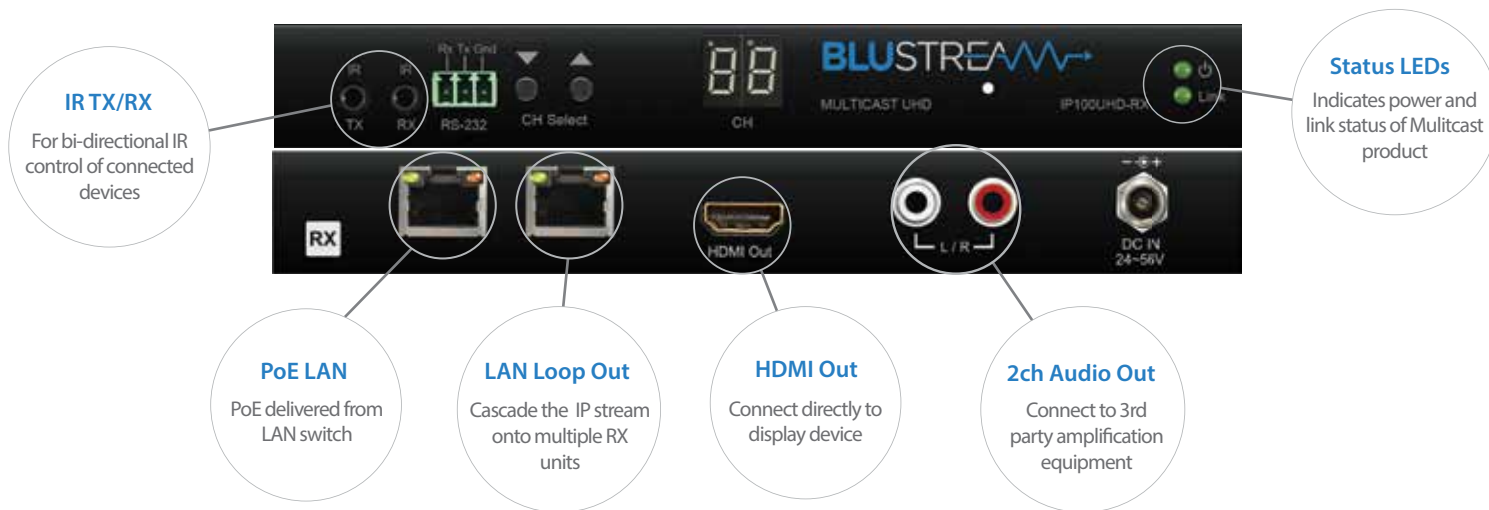 IR TX/RX
For bi-directional IR
control of connected
devices
IR IR
TX RX
Rx Tx Gnd
RS-232
CH Select
88
CH
BLUSTREAM
MULTICAST UHD
IP100UHD-RX
Link
Status LEDs
Indicates power and
link status of Mulitcast
product
RX
HDMI Out
L / R
DC IN
24~56V
PoE LAN
PoE delivered from
LAN switch
LAN Loop Out
Cascade the IP stream
onto multiple RX
units
HDMI Out
Connect directly to
display device
2ch Audio Out
Connect to 3rd
party amplification
equipment